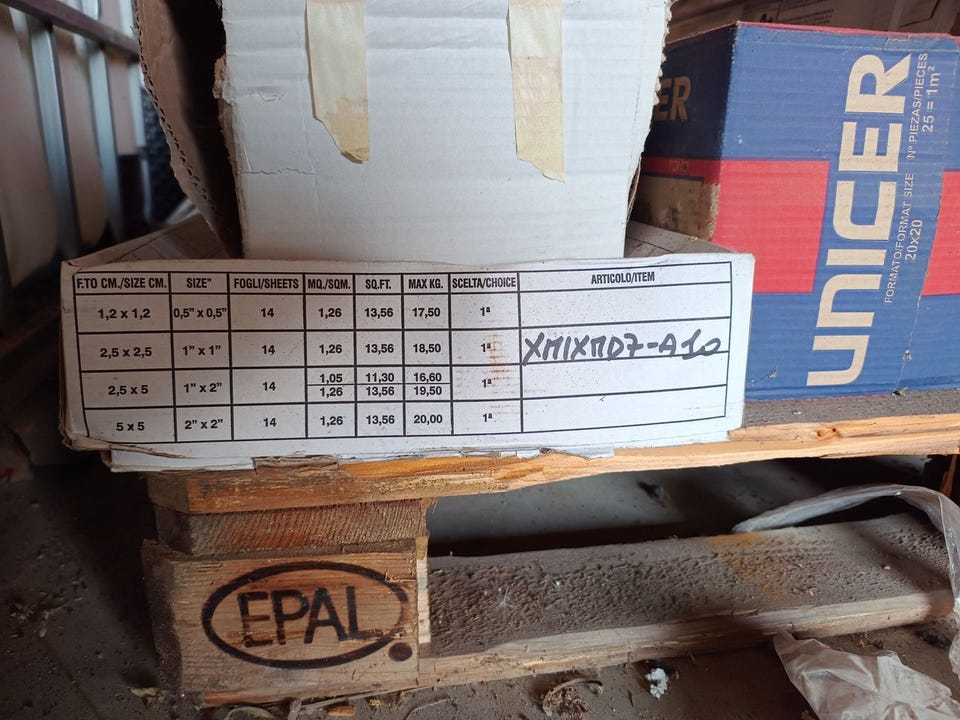 F.TO CM./SIZE CM. SIZE" FOGLI/SHEETS MQ./SQM. SQ.FT. MAX KG. SCELTA/CHOICE ARTICOLO/ITEM
1,2 x 1,2 0,5" x 0,5" 14 1,26 13,56 17,50 1ª
2,5 x 2,5 1" x 1" 14 1,26 13,56 18,50 1ª XMIXMD7-A10
2,5 x 5 1" x 2" 14 1,05 11,30 16,60 1ª
1,26 13,56 19,50
5 x 5 2" x 2" 14 1,26 13,56 20,00 1ª
ER
UNICER
FORMATO/FORMAT SIZE Nº PIEZAS/PIECES
20x20 25 = 1m²
EPAL